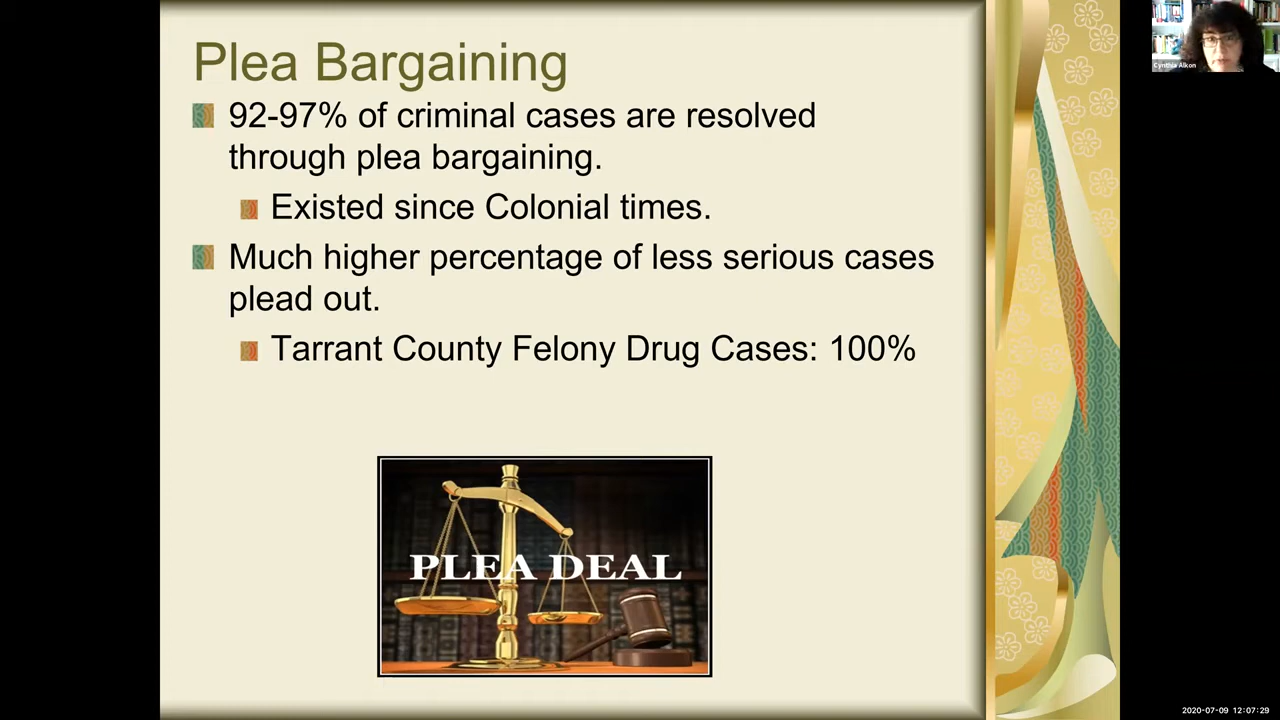 Plea Bargaining
92-97% of criminal cases are resolved
through plea bargaining.
Existed since Colonial times.
Much higher percentage of less serious cases
plead out.
Tarrant County Felony Drug Cases: 100%
PLEA DEAL
Cynthia Alkon
2020-07-09 12:07:29